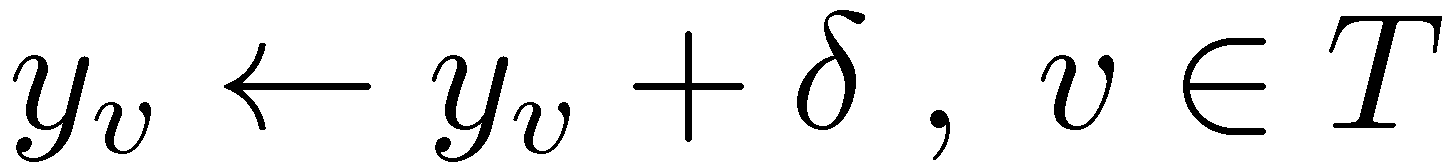 y_v ← y_v + δ , v ∈ T